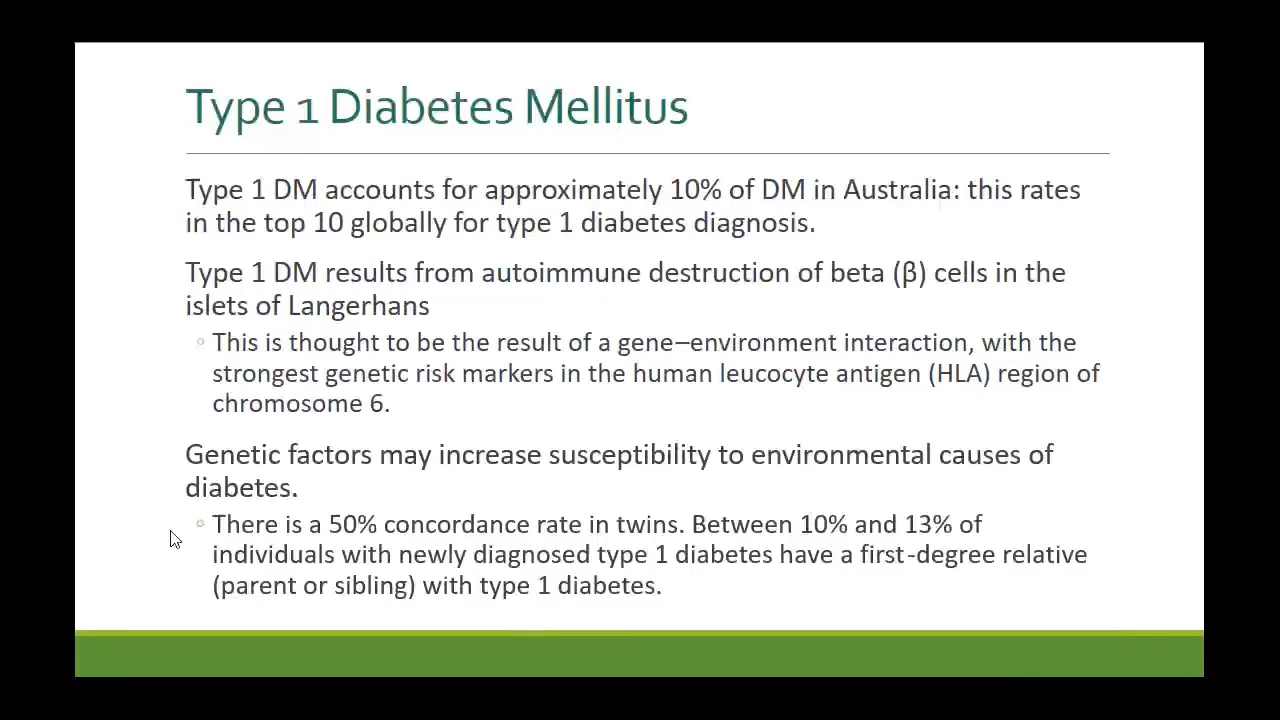 Type 1 Diabetes Mellitus
Type 1 DM accounts for approximately 10% of DM in Australia: this rates
in the top 10 globally for type 1 diabetes diagnosis.
Type 1 DM results from autoimmune destruction of beta (β) cells in the
islets of Langerhans
◦ This is thought to be the result of a gene–environment interaction, with the
strongest genetic risk markers in the human leucocyte antigen (HLA) region of
chromosome 6.
Genetic factors may increase susceptibility to environmental causes of
diabetes.
◦ There is a 50% concordance rate in twins. Between 10% and 13% of
individuals with newly diagnosed type 1 diabetes have a first-degree relative
(parent or sibling) with type 1 diabetes.